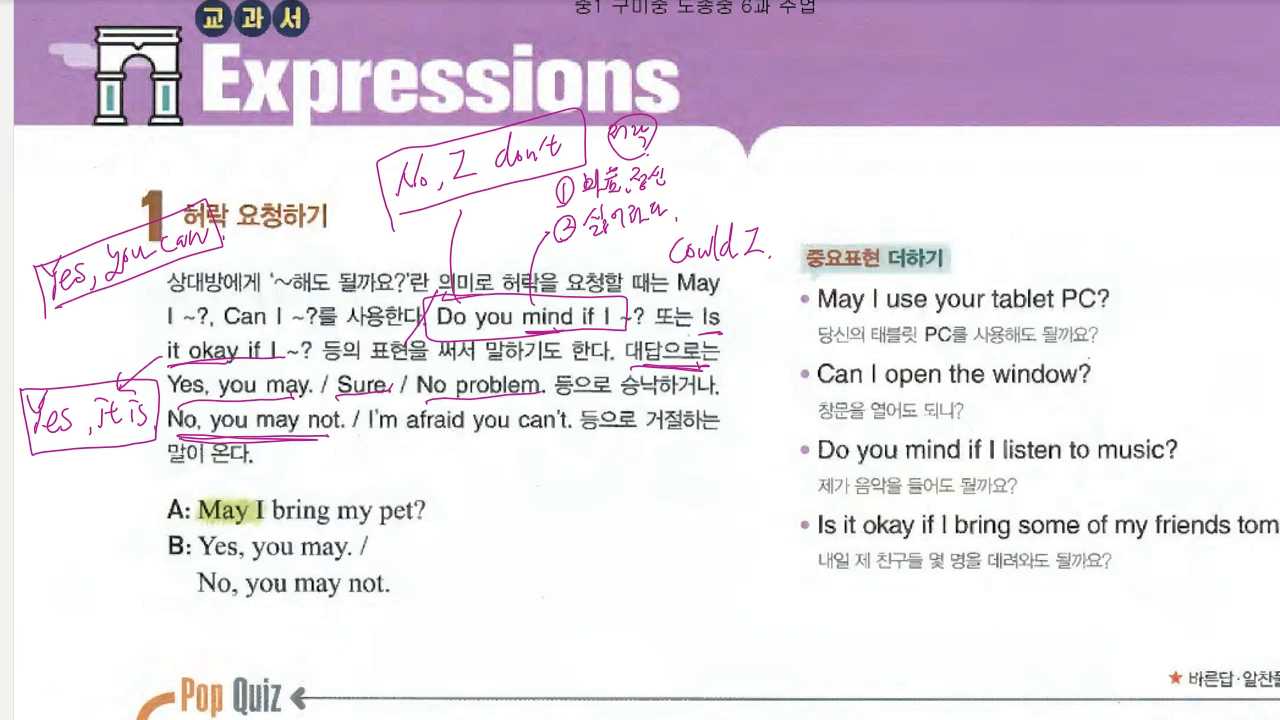 중1 구미중 도송중 6과 수업
교과서
Expressions
No, I don't
허락
① 마음, 정신
② 싫어하다.
1 허락 요청하기
Yes, you can.
could I.
상대방에게 '~해도 될까요?'란 의미로 허락을 요청할 때는 May
I ~?, Can I ~?를 사용한다. Do you mind if I ~? 또는 Is
it okay if I ~? 등의 표현을 써서 말하기도 한다. 대답으로는
Yes, you may. / Sure. / No problem. 등으로 승낙하거나,
No, you may not. / I'm afraid you can't. 등으로 거절하는
말이 온다.
Yes, it is
A: May I bring my pet?
B: Yes, you may. /
No, you may not.
중요표현 더하기
• May I use your tablet PC?
당신의 태블릿 PC를 사용해도 될까요?
• Can I open the window?
창문을 열어도 되니?
• Do you mind if I listen to music?
제가 음악을 들어도 될까요?
• Is it okay if I bring some of my friends tom
내일 제 친구들 몇 명을 데려와도 될까요?
Pop Quiz
★ 바른답·알찬풀